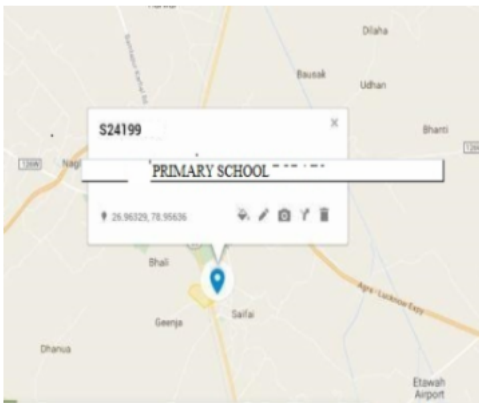 Dilaha
Bausak
Udhan
S24199
Bharti
Nagl
PRIMARY SCHOOL
26.96329, 78.95636
Bhali
Agra - Lucknow Expy
Geenja
Saifai
Dhanua
Etawah
Airport